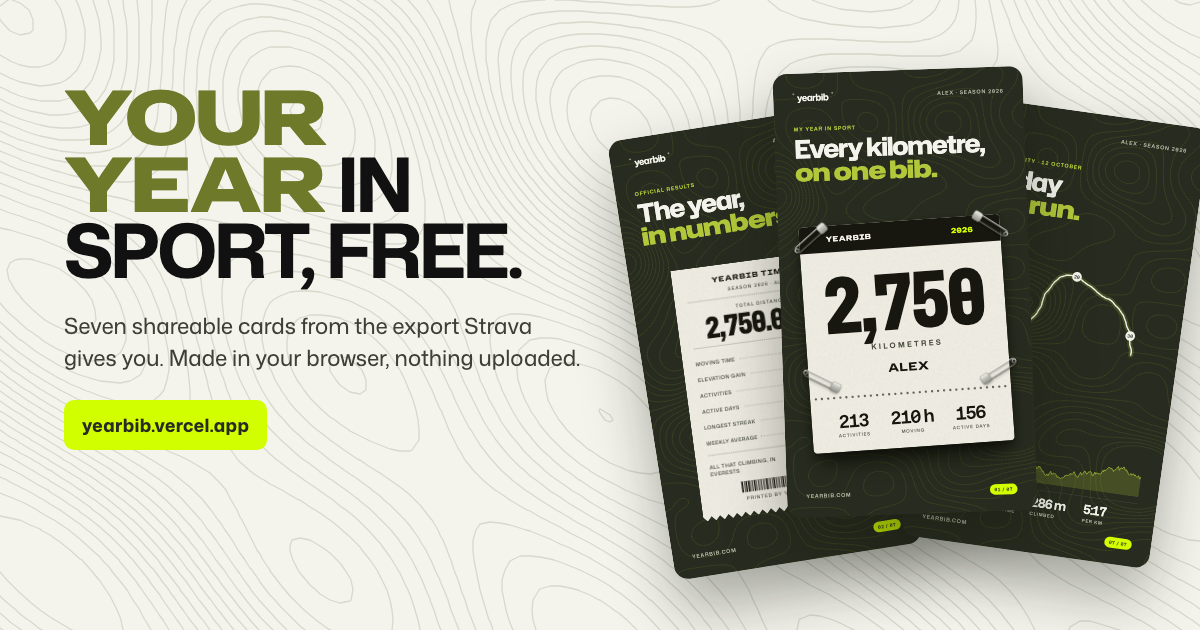 YOUR
YEAR IN
SPORT, FREE.
Seven shareable cards from the export Strava
gives you. Made in your browser, nothing uploaded.
yearbib.vercel.app
yearbib
OFFICIAL RESULTS
The year,
in numbers
YEARBIB
SEASON 2026
TOTAL
2,750.0
MOVING TIME
ELEVATION GAIN
ACTIVITIES
ACTIVE DAYS
LONGEST STREAK
WEEKLY AVERAGE
ALL THAT CLIMBING, IN
EVERESTS
PRINTED BY
YEARBIB.COM
02 / 07
yearbib
ALEX · SEASON 2026
MY YEAR IN SPORT
Every kilometre,
on one bib.
YEARBIB
2026
2,750
KILOMETRES
ALEX
213
ACTIVITIES
210 h
MOVING
156
ACTIVE DAYS
YEARBIB.COM
01 / 07
ALEX · SEASON 2026
12 OCTOBER
run.
286 m
CLIMBED
5:17
PER KM
YEARBIB.COM
07 / 07